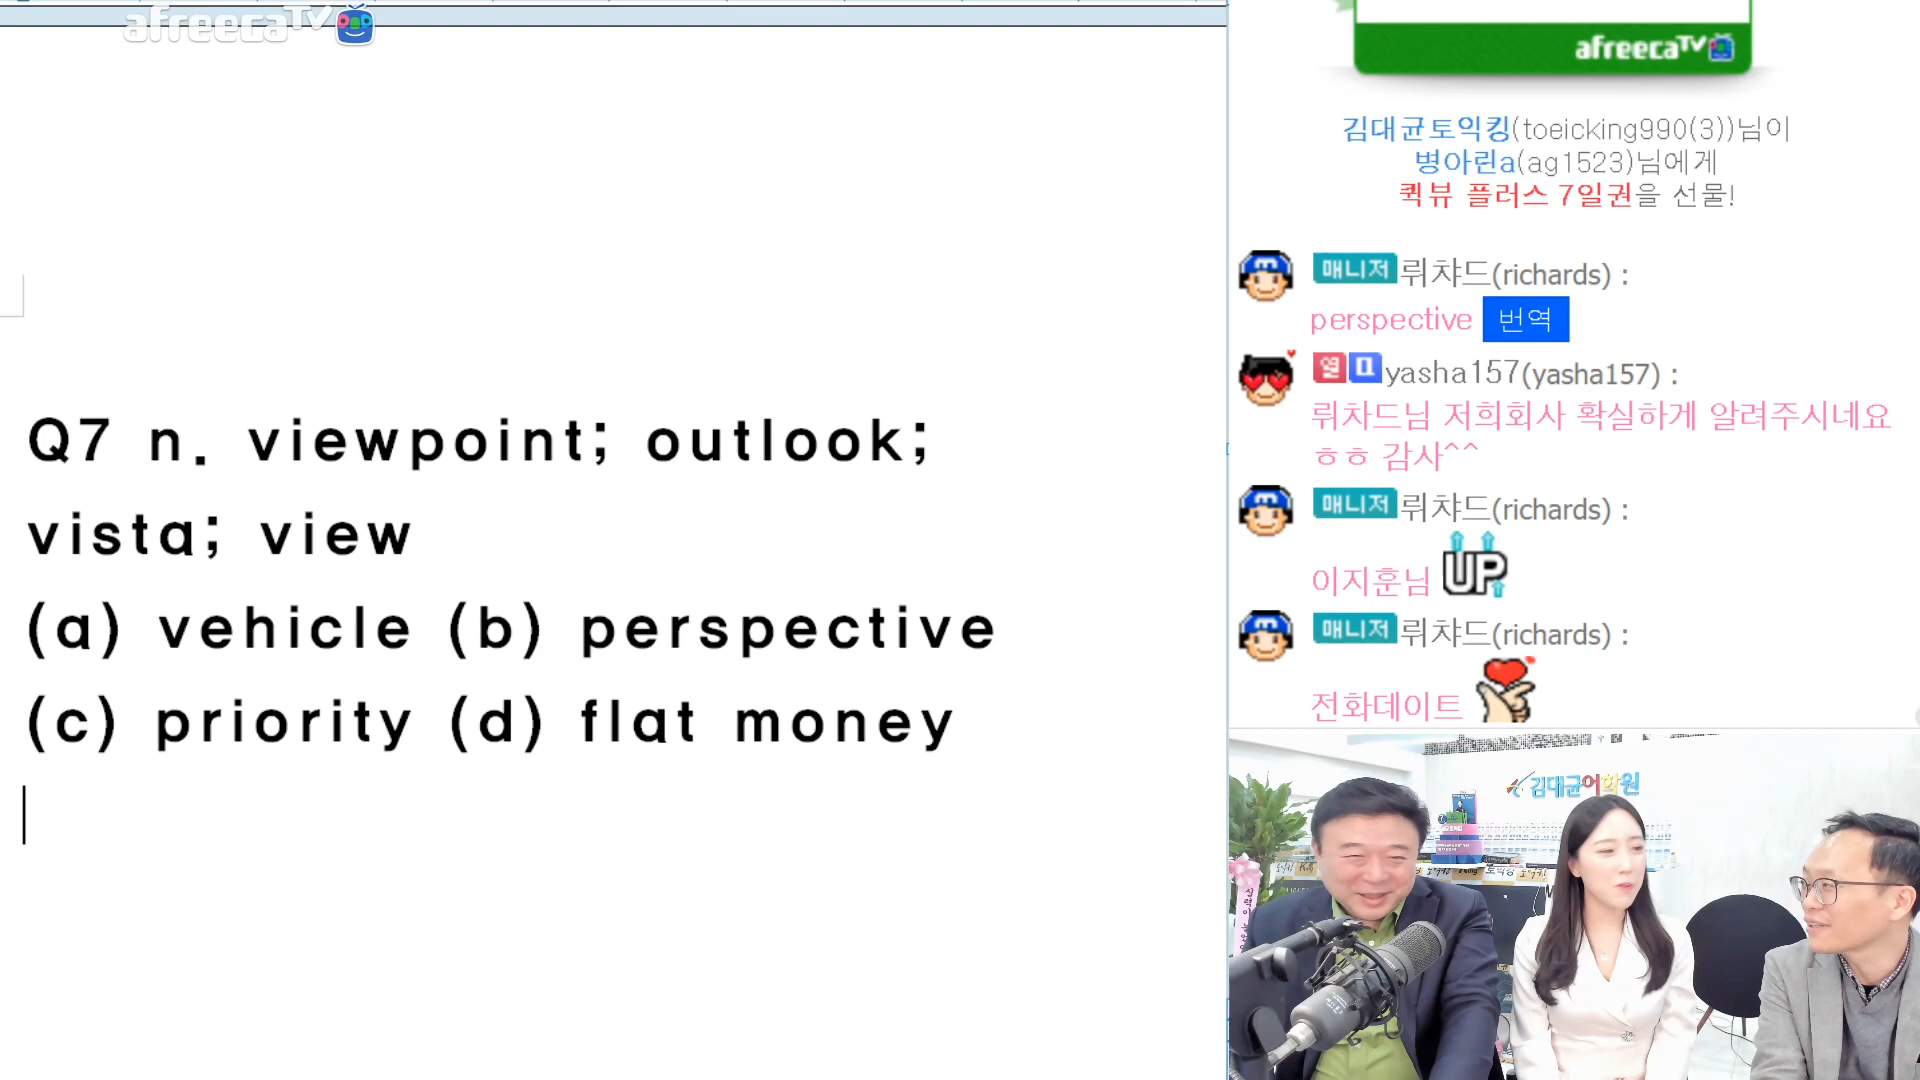 afreecaTV
Q7 n. viewpoint; outlook;
vista; view
(a) vehicle (b) perspective
(c) priority (d) flat money
afreecaTV
김대균토익킹(toeicking990(3))님이
병아린a(ag1523)님에게
퀵뷰 플러스 7일권을 선물!
매니저 뤼챠드(richards) :
perspective 번역
열 미 yasha157(yasha157) :
뤼차드님 저희회사 확실하게 알려주시네요
ㅎㅎ 감사^^
매니저 뤼챠드(richards) :
이지훈님 UP
매니저 뤼챠드(richards) :
전화데이트
김대균어학원